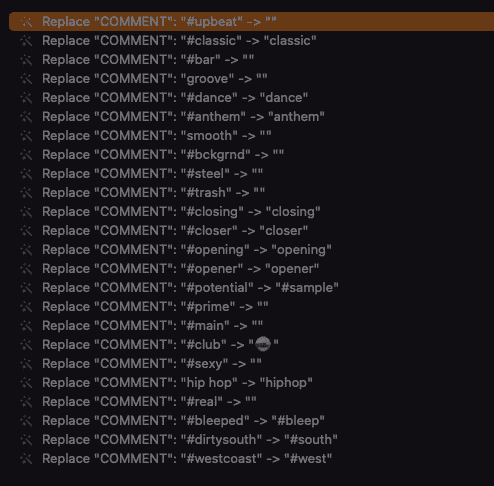 Replace "COMMENT": "#upbeat" -> ""
Replace "COMMENT": "#classic" -> "classic"
Replace "COMMENT": "#bar" -> ""
Replace "COMMENT": "groove" -> ""
Replace "COMMENT": "#dance" -> "dance"
Replace "COMMENT": "#anthem" -> "anthem"
Replace "COMMENT": "smooth" -> ""
Replace "COMMENT": "#bckgrnd" -> ""
Replace "COMMENT": "#steel" -> ""
Replace "COMMENT": "#trash" -> ""
Replace "COMMENT": "#closing" -> "closing"
Replace "COMMENT": "#closer" -> "closer"
Replace "COMMENT": "#opening" -> "opening"
Replace "COMMENT": "#opener" -> "opener"
Replace "COMMENT": "#potential" -> "#sample"
Replace "COMMENT": "#prime" -> ""
Replace "COMMENT": "#main" -> ""
Replace "COMMENT": "#club" -> "🪩"
Replace "COMMENT": "#sexy" -> ""
Replace "COMMENT": "hip hop" -> "hiphop"
Replace "COMMENT": "#real" -> ""
Replace "COMMENT": "#bleeped" -> "#bleep"
Replace "COMMENT": "#dirtysouth" -> "#south"
Replace "COMMENT": "#westcoast" -> "#west"